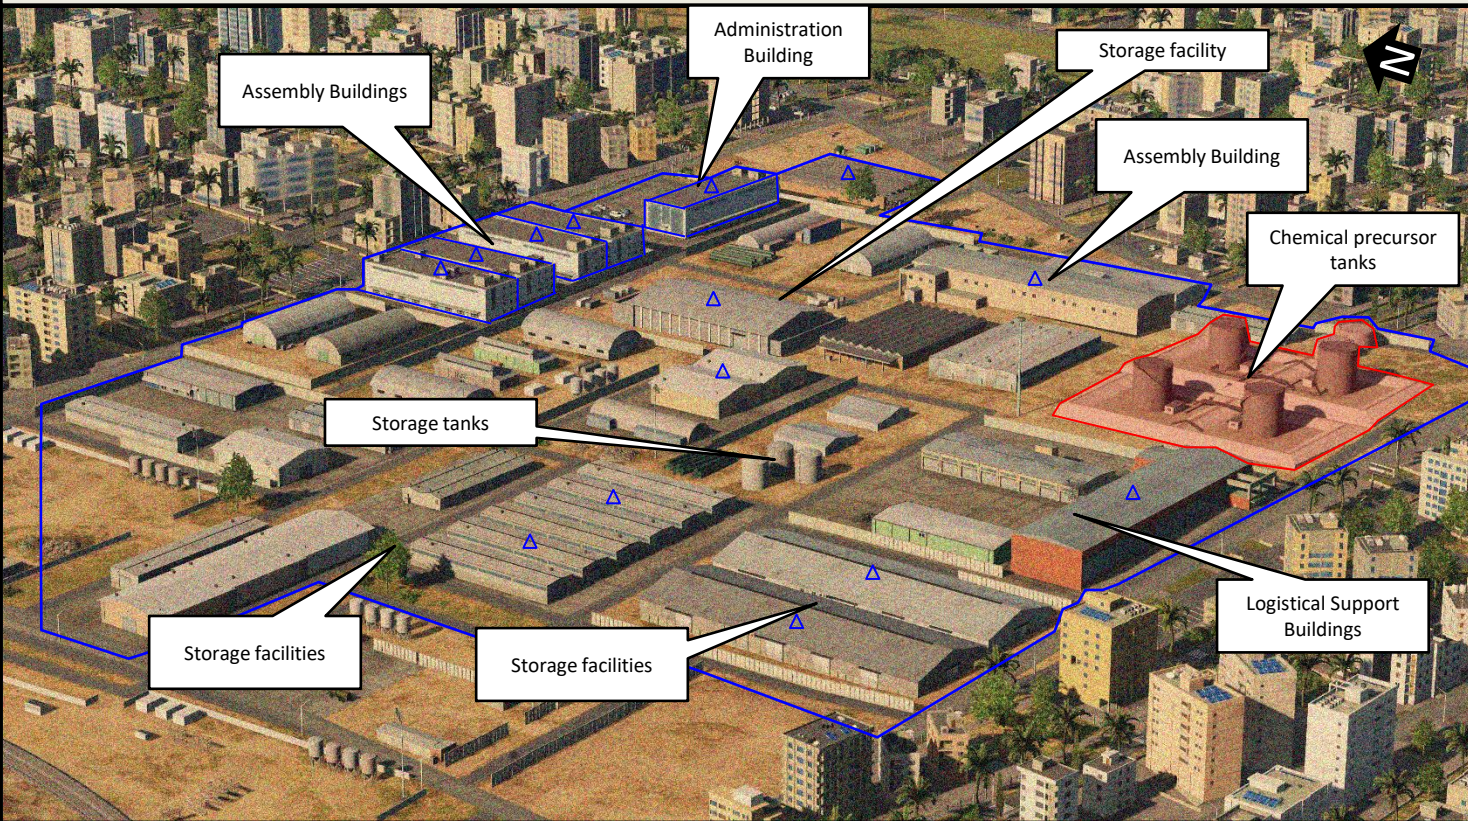 Administration
Building
Storage facility
N
Assembly Buildings
Assembly Building
Chemical precursor
tanks
Storage tanks
Logistical Support
Buildings
Storage facilities
Storage facilities